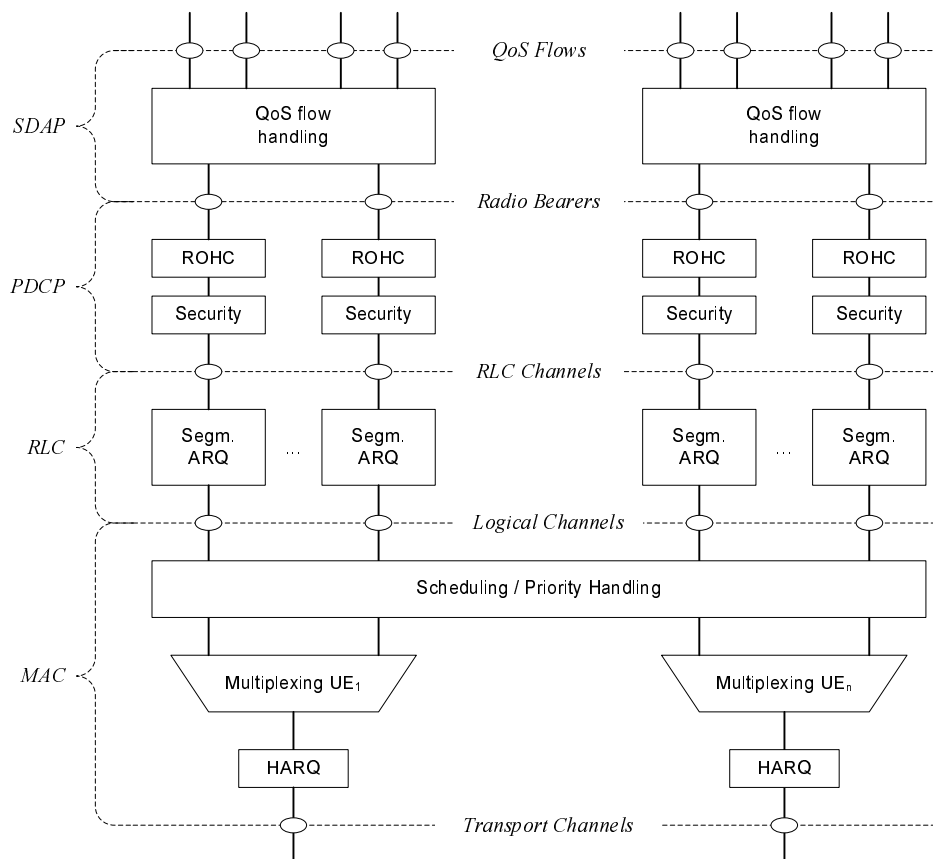 QoS Flows
QoS flow
handling
QoS flow
handling
SDAP
Radio Bearers
ROHC
ROHC
ROHC
ROHC
PDCP
Security
Security
Security
Security
RLC Channels
Segm.
ARQ
...
Segm.
ARQ
Segm.
ARQ
...
Segm.
ARQ
RLC
Logical Channels
Scheduling / Priority Handling
MAC
Multiplexing UE₁
Multiplexing UEₙ
HARQ
HARQ
Transport Channels